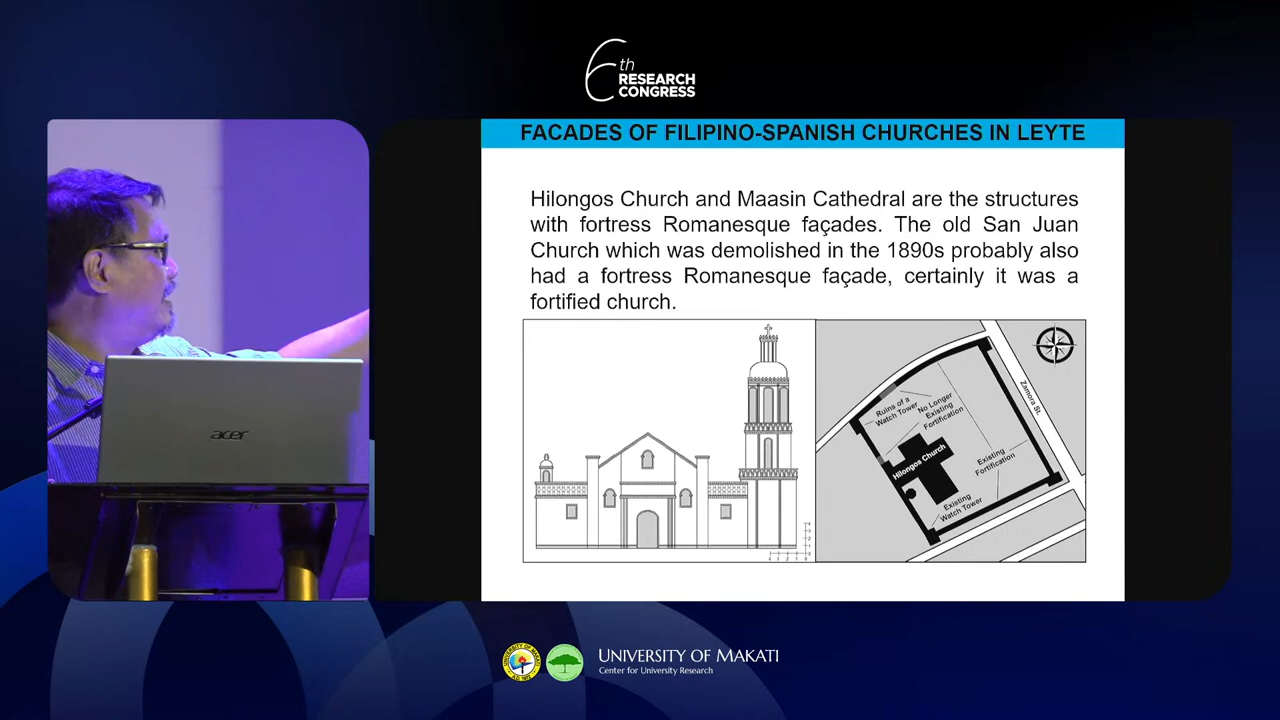 6th
RESEARCH
CONGRESS
FACADES OF FILIPINO-SPANISH CHURCHES IN LEYTE
Hilongos Church and Maasin Cathedral are the structures
with fortress Romanesque façades. The old San Juan
Church which was demolished in the 1890s probably also
had a fortress Romanesque façade, certainly it was a
fortified church.
Ruins of a
Watch Tower
No Longer
Existing
Fortification
Zamora St.
Hilongos Church
Existing
Fortification
Existing
Watch Tower
acer
UNIVERSITY OF MAKATI
Center for University Research